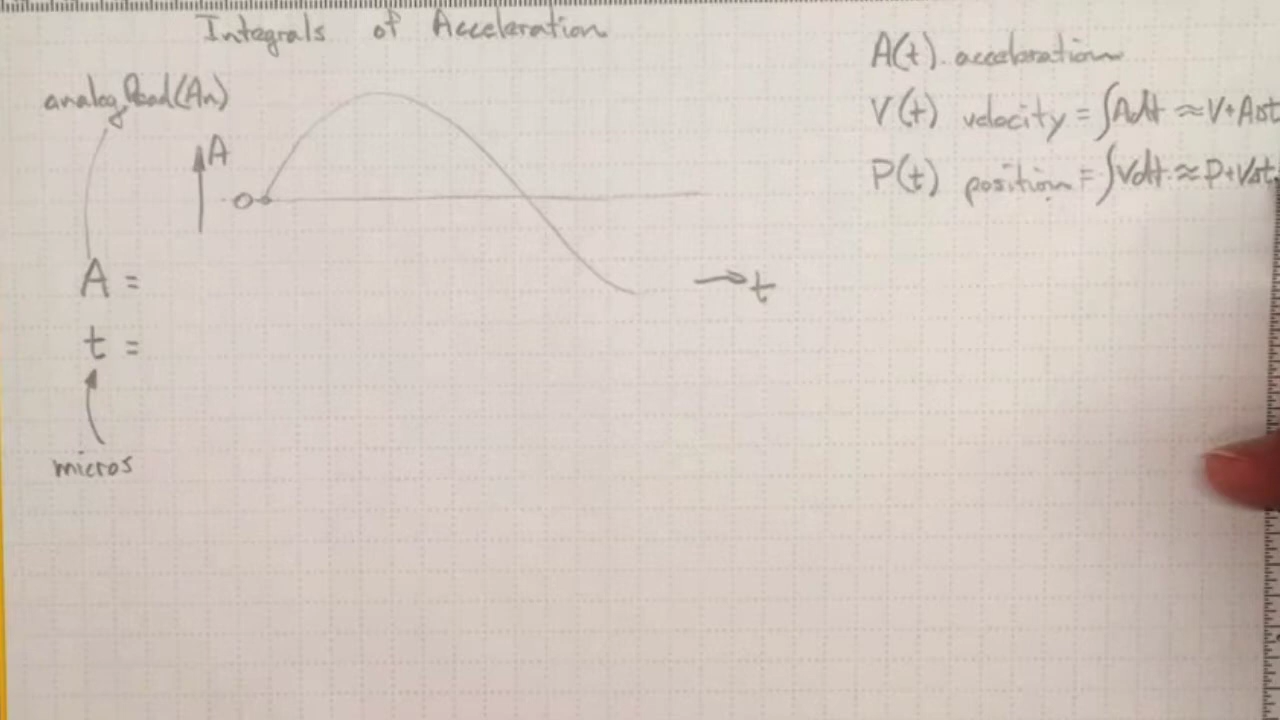 Integrals of Acceleration
analogRead(An)
A
0
t
A =
t =
micros
A(t). acceleration
V(t) velocity = ∫Adt ≈ V+AΔt
P(t) position = ∫Vdt ≈ P+VΔt